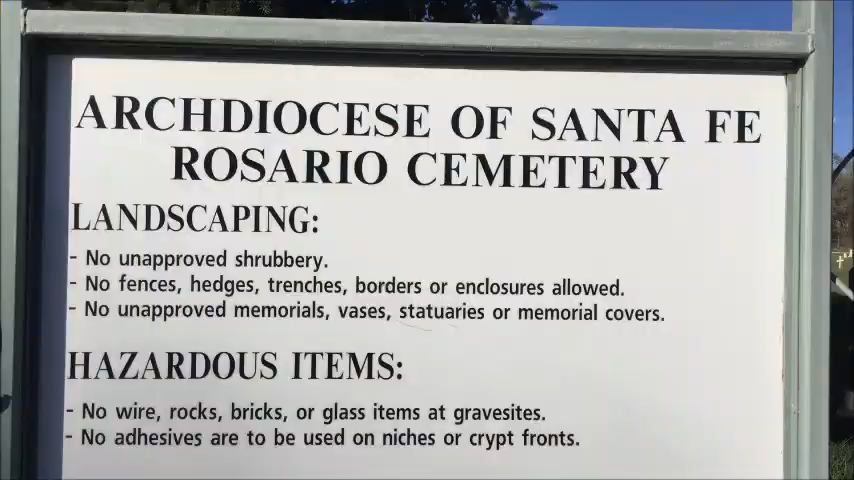 ARCHDIOCESE OF SANTA FE
ROSARIO CEMETERY
LANDSCAPING:
- No unapproved shrubbery.
- No fences, hedges, trenches, borders or enclosures allowed.
- No unapproved memorials, vases, statuaries or memorial covers.
HAZARDOUS ITEMS:
- No wire, rocks, bricks, or glass items at gravesites.
- No adhesives are to be used on niches or crypt fronts.